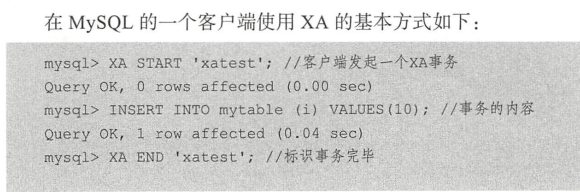 在 MySQL 的一个客户端使用 XA 的基本方式如下：
mysql> XA START 'xatest'; //客户端发起一个XA事务
Query OK, 0 rows affected (0.00 sec)
mysql> INSERT INTO mytable (i) VALUES(10); //事务的内容
Query OK, 1 row affected (0.04 sec)
mysql> XA END 'xatest'; //标识事务完毕